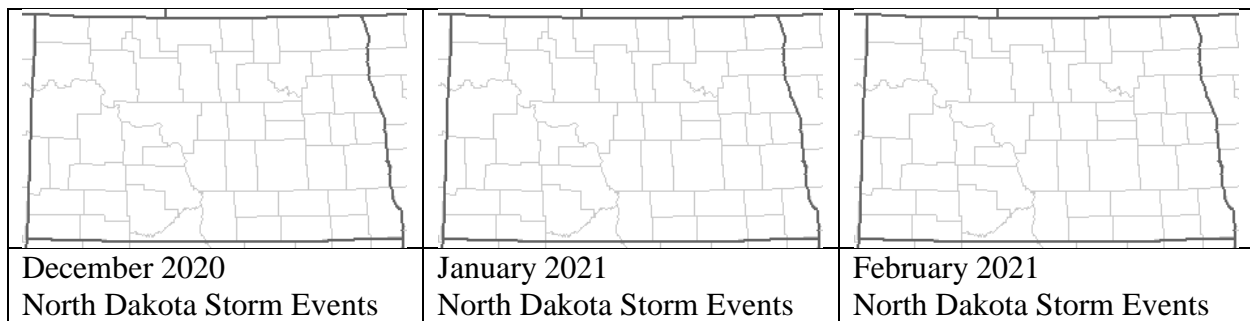 December 2020
North Dakota Storm Events
January 2021
North Dakota Storm Events
February 2021
North Dakota Storm Events